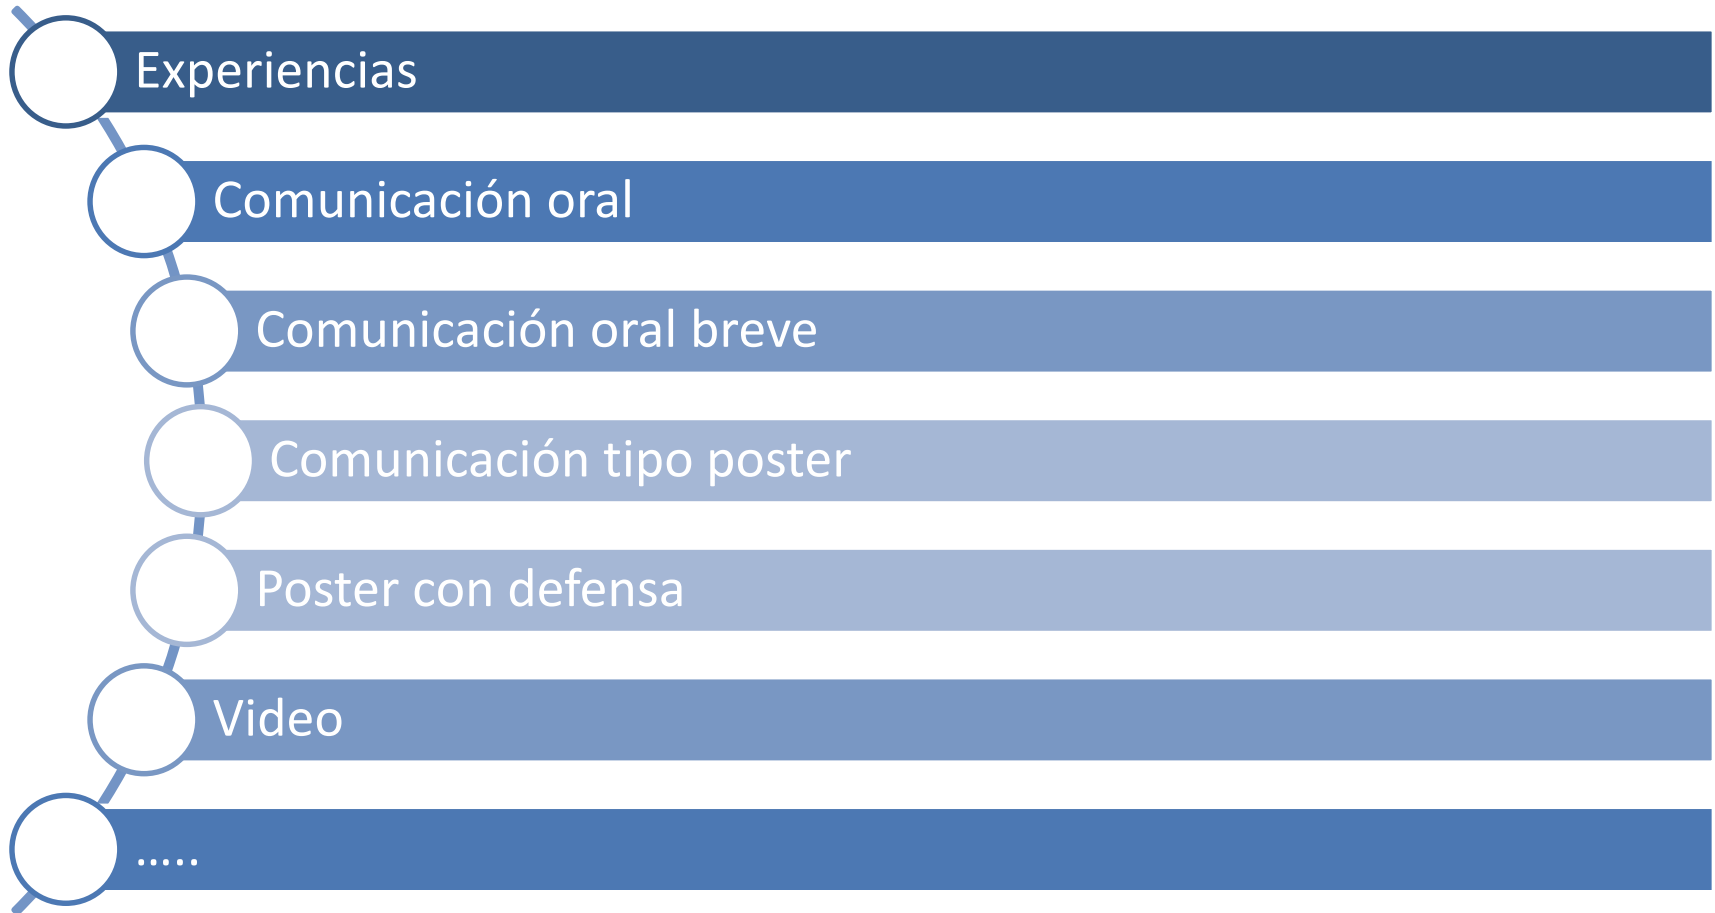 Experiencias
Comunicación oral
Comunicación oral breve
Comunicación tipo poster
Poster con defensa
Video
…..